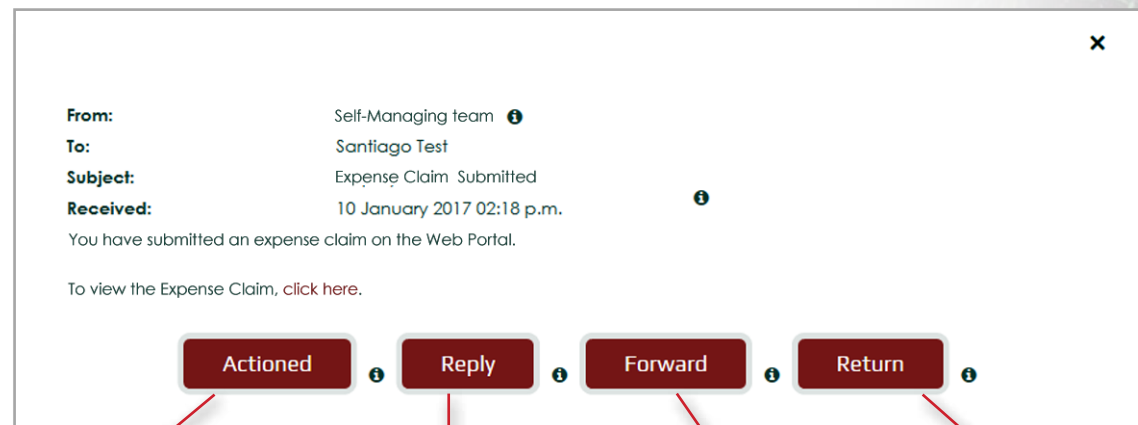 From: Self-Managing team
To: Santiago Test
Subject: Expense Claim Submitted
Received: 10 January 2017 02:18 p.m.
You have submitted an expense claim on the Web Portal.
To view the Expense Claim, click here.
Actioned Reply Forward Return